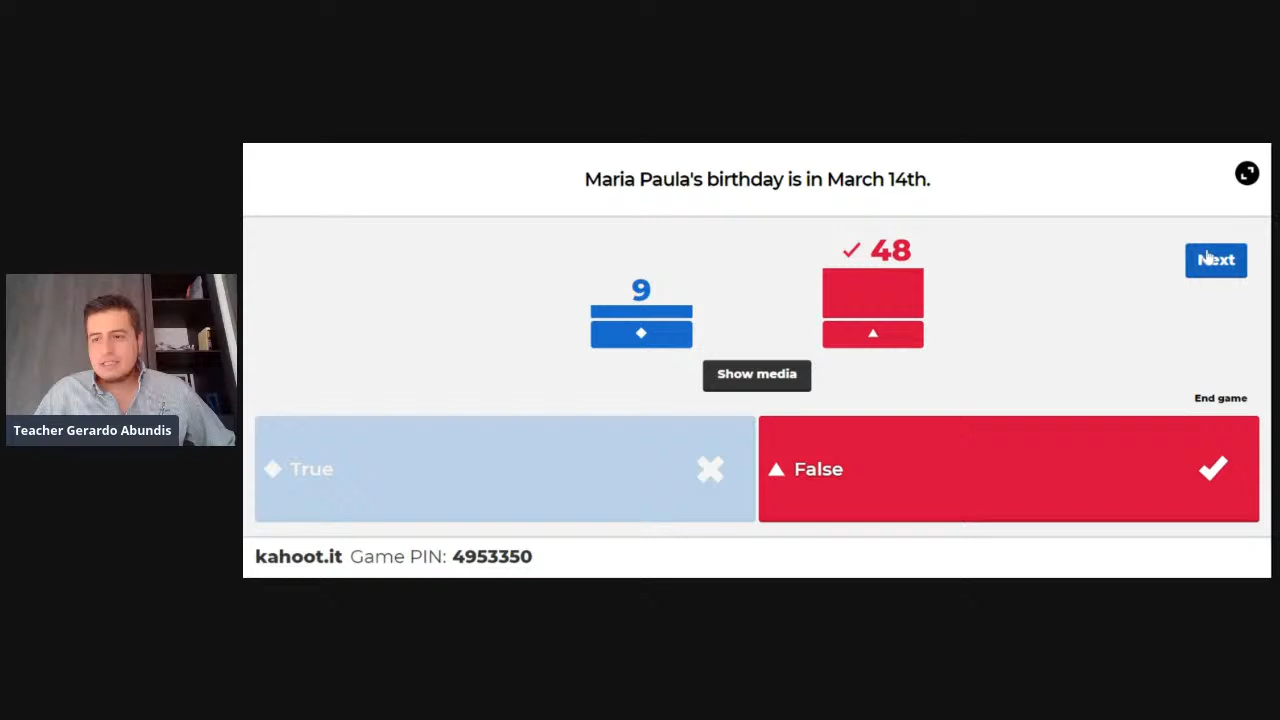 Maria Paula's birthday is in March 14th.
9
48
Next
Show media
End game
True
False
Teacher Gerardo Abundis
kahoot.it Game PIN: 4953350